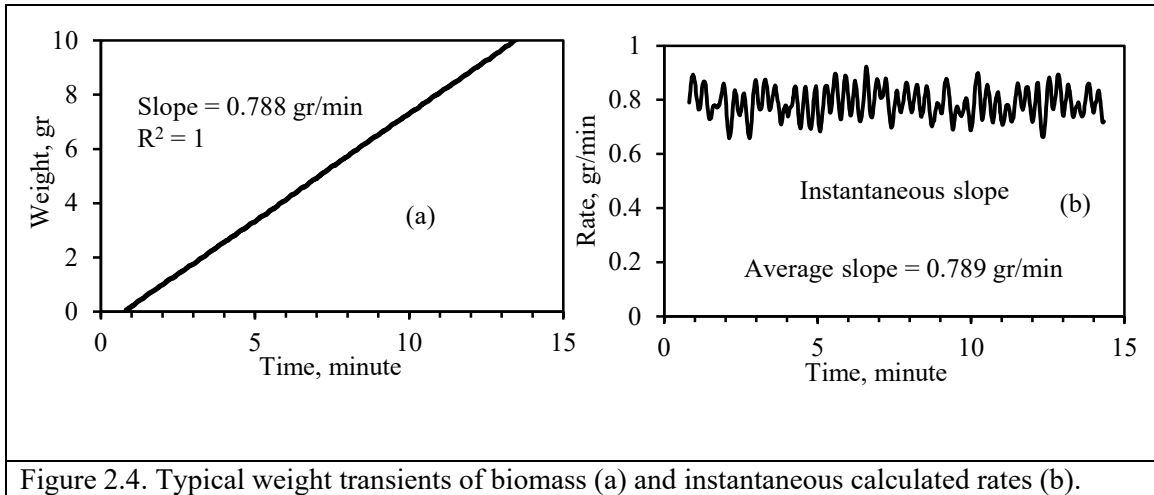 10
8
6
4
2
0
Weight, gr
Slope = 0.788 gr/min
R² = 1
(a)
0 5 10 15
Time, minute
1
0.8
0.6
0.4
0.2
0
Rate, gr/min
Instantaneous slope
(b)
Average slope = 0.789 gr/min
0 5 10 15
Time, minute
Figure 2.4. Typical weight transients of biomass (a) and instantaneous calculated rates (b).